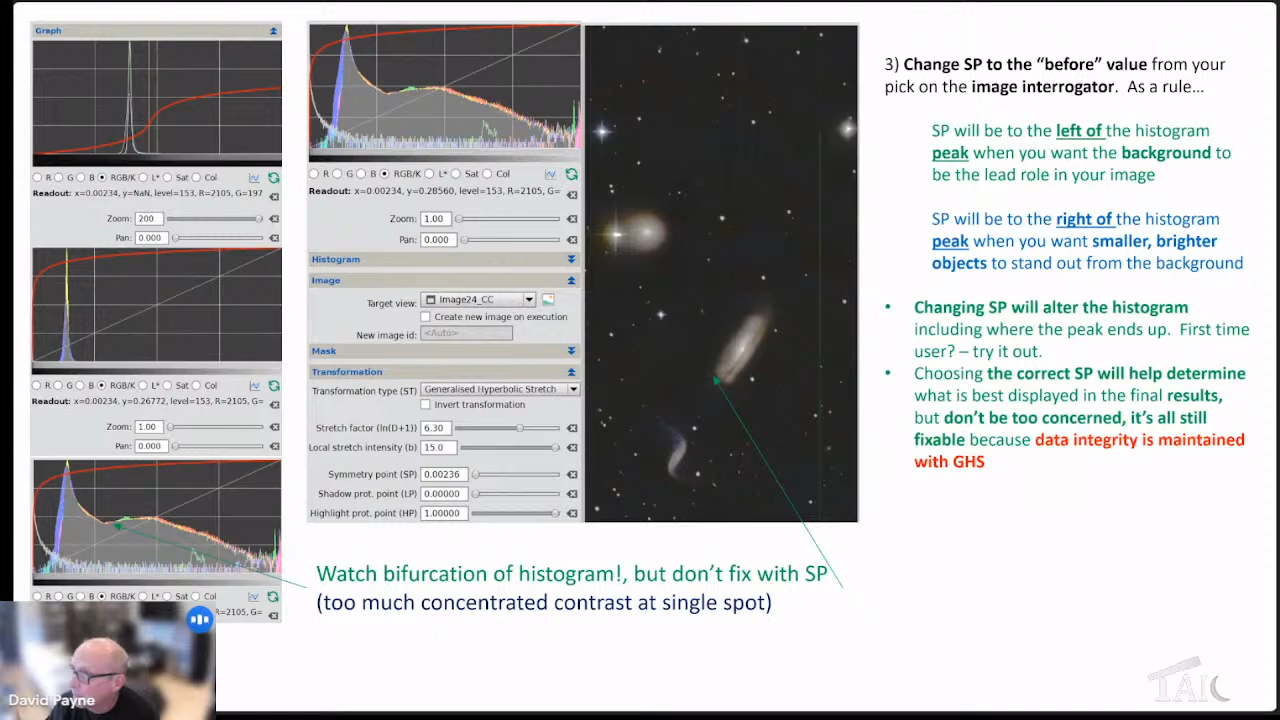 Graph
R G B RGB/K L* Sat Col
Readout: x=0.00234, y=NaN, level=153, R=2105, G=197
Zoom: 200
Pan: 0.000
R G B RGB/K L* Sat Col
Readout: x=0.00234, y=0.26772, level=153, R=2105, G=
Zoom: 1.00
Pan: 0.000
R G B RGB/K L* Sat Col
R=2105, G=
David Payne
R G B RGB/K L* Sat Col
Readout: x=0.00234, y=0.28560, level=153, R=2105, G=
Zoom: 1.00
Pan: 0.000
Histogram
Image
Target view: Image24_CC
Create new image on execution
New image id: <Auto>
Mask
Transformation
Transformation type (ST) Generalised Hyperbolic Stretch
Invert transformation
Stretch factor (ln(D+1)) 6.30
Local stretch intensity (b) 15.0
Symmetry point (SP) 0.00236
Shadow prot. point (LP) 0.00000
Highlight prot. point (HP) 1.00000
Watch bifurcation of histogram!, but don't fix with SP
(too much concentrated contrast at single spot)
3) Change SP to the “before” value from your
pick on the image interrogator. As a rule…
SP will be to the left of the histogram
peak when you want the background to
be the lead role in your image
SP will be to the right of the histogram
peak when you want smaller, brighter
objects to stand out from the background
• Changing SP will alter the histogram
including where the peak ends up. First time
user? – try it out.
• Choosing the correct SP will help determine
what is best displayed in the final results,
but don't be too concerned, it's all still
fixable because data integrity is maintained
with GHS
TAIC